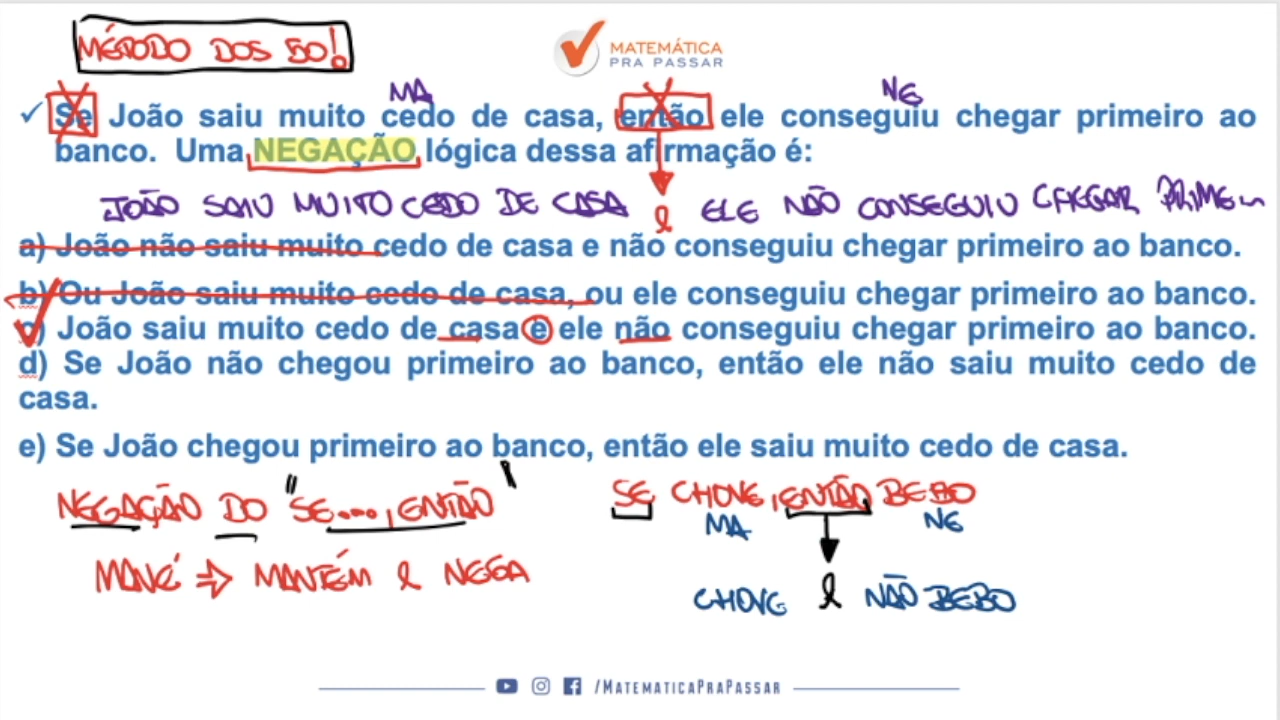 MÉTODO DOS 50!
MATEMÁTICA
PRA PASSAR
MA NE
✓ Se João saiu muito cedo de casa, então ele conseguiu chegar primeiro ao
banco. Uma NEGAÇÃO lógica dessa afirmação é:
JOÃO SAIU MUITO CEDO DE CASA e ELE NÃO CONSEGUIU CHEGAR PRIME
a) João não saiu muito cedo de casa e não conseguiu chegar primeiro ao banco.
b) Ou João saiu muito cedo de casa, ou ele conseguiu chegar primeiro ao banco.
c) João saiu muito cedo de casa e ele não conseguiu chegar primeiro ao banco.
d) Se João não chegou primeiro ao banco, então ele não saiu muito cedo de
casa.
e) Se João chegou primeiro ao banco, então ele saiu muito cedo de casa.
NEGAÇÃO DO "SE..., ENTÃO"
MANÉ ⇒ MANTÉM e NEGA
SE CHOVE, ENTÃO BEBO
MA NE
CHOVE e NÃO BEBO
/MATEMATICAPRAPASSAR